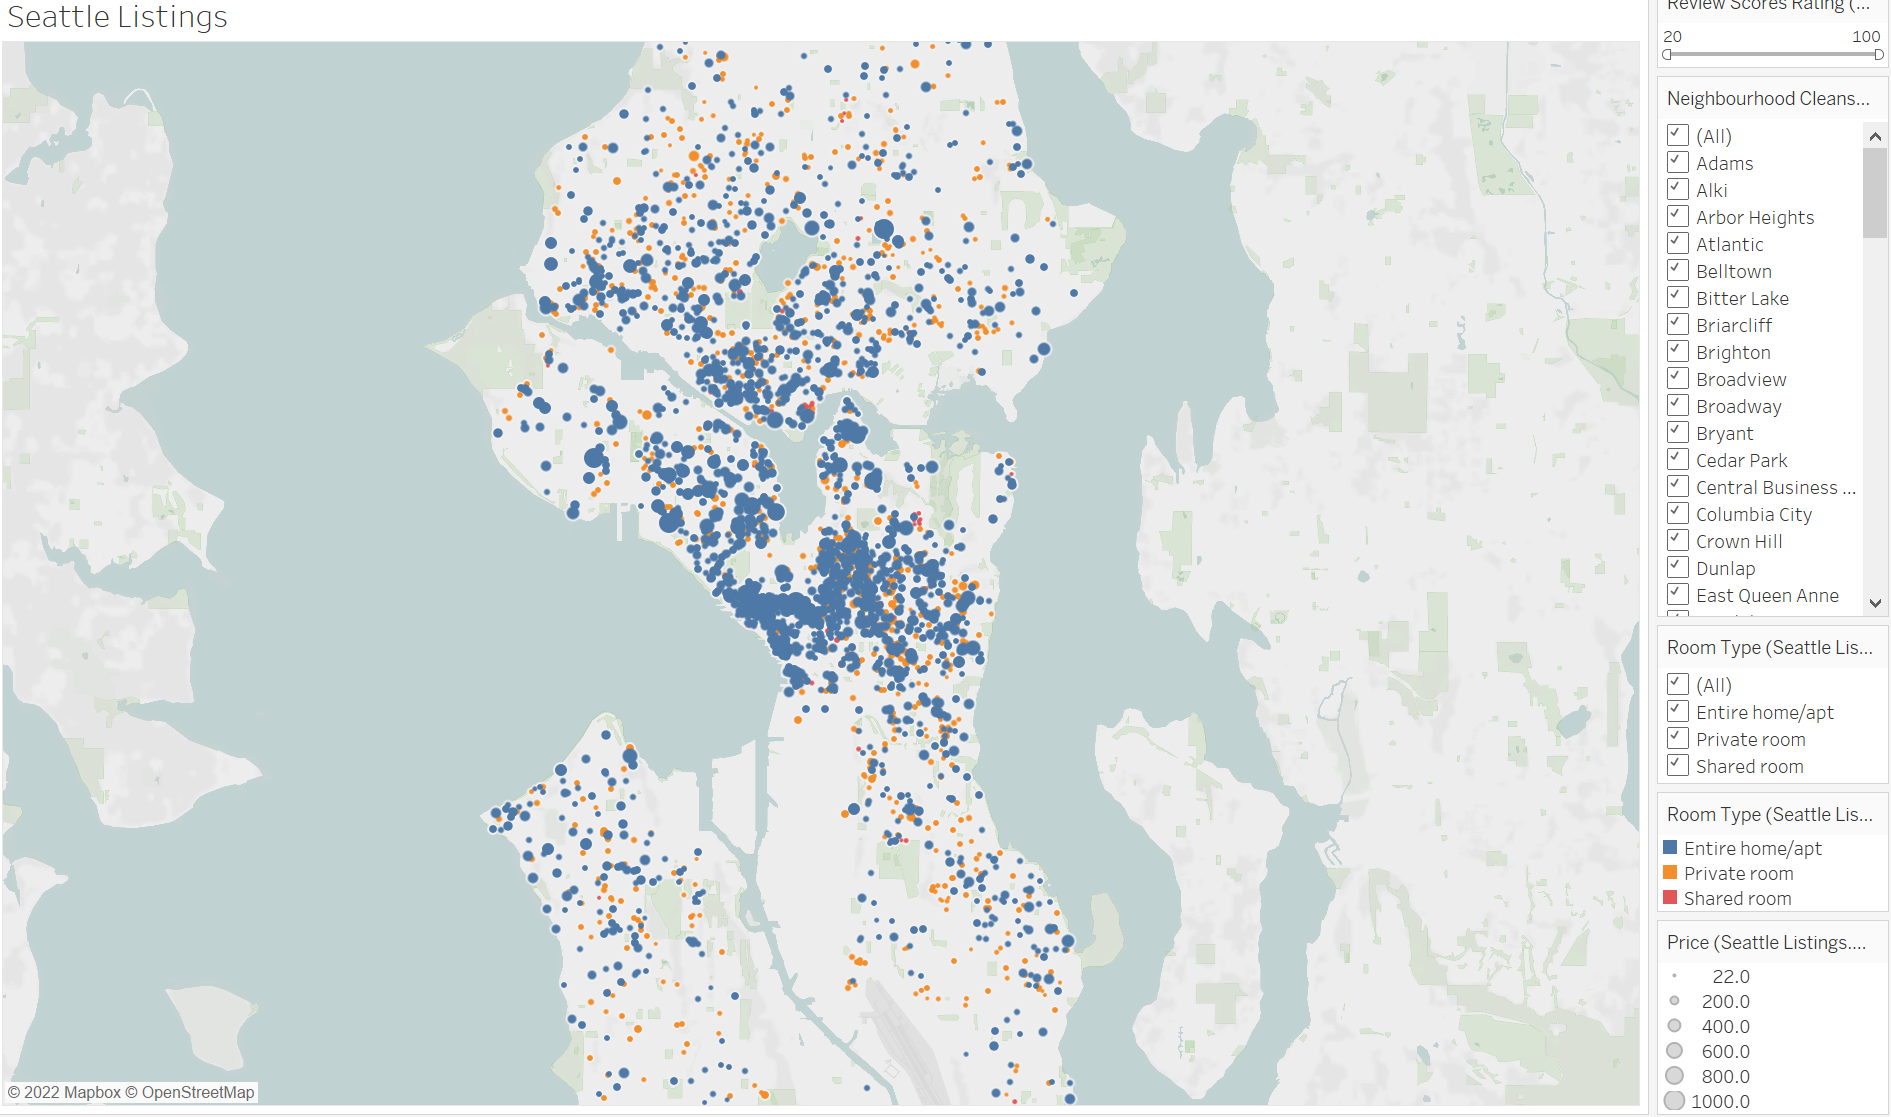 Seattle Listings
Review Scores Rating (...
20 100
Neighbourhood Cleans...
(All)
Adams
Alki
Arbor Heights
Atlantic
Belltown
Bitter Lake
Briarcliff
Brighton
Broadview
Broadway
Bryant
Cedar Park
Central Business ...
Columbia City
Crown Hill
Dunlap
East Queen Anne
Room Type (Seattle Lis...
(All)
Entire home/apt
Private room
Shared room
Room Type (Seattle Lis...
Entire home/apt
Private room
Shared room
Price (Seattle Listings....
22.0
200.0
400.0
600.0
800.0
1000.0
© 2022 Mapbox © OpenStreetMap